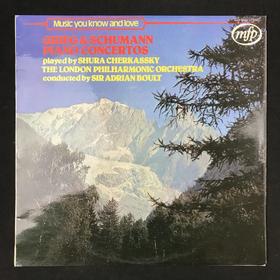 Music you know and love
mfp
GRIEG & SCHUMANN
PIANO CONCERTOS
played by SHURA CHERKASSKY
THE LONDON PHILHARMONIC ORCHESTRA
conducted by SIR ADRIAN BOULT